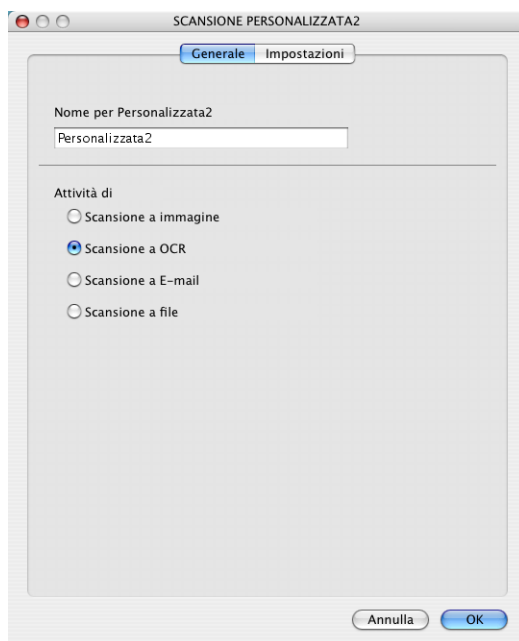 SCANSIONE PERSONALIZZATA2
Generale Impostazioni
Nome per Personalizzata2
Personalizzata2
Attività di
Scansione a immagine
Scansione a OCR
Scansione a E-mail
Scansione a file
Annulla OK